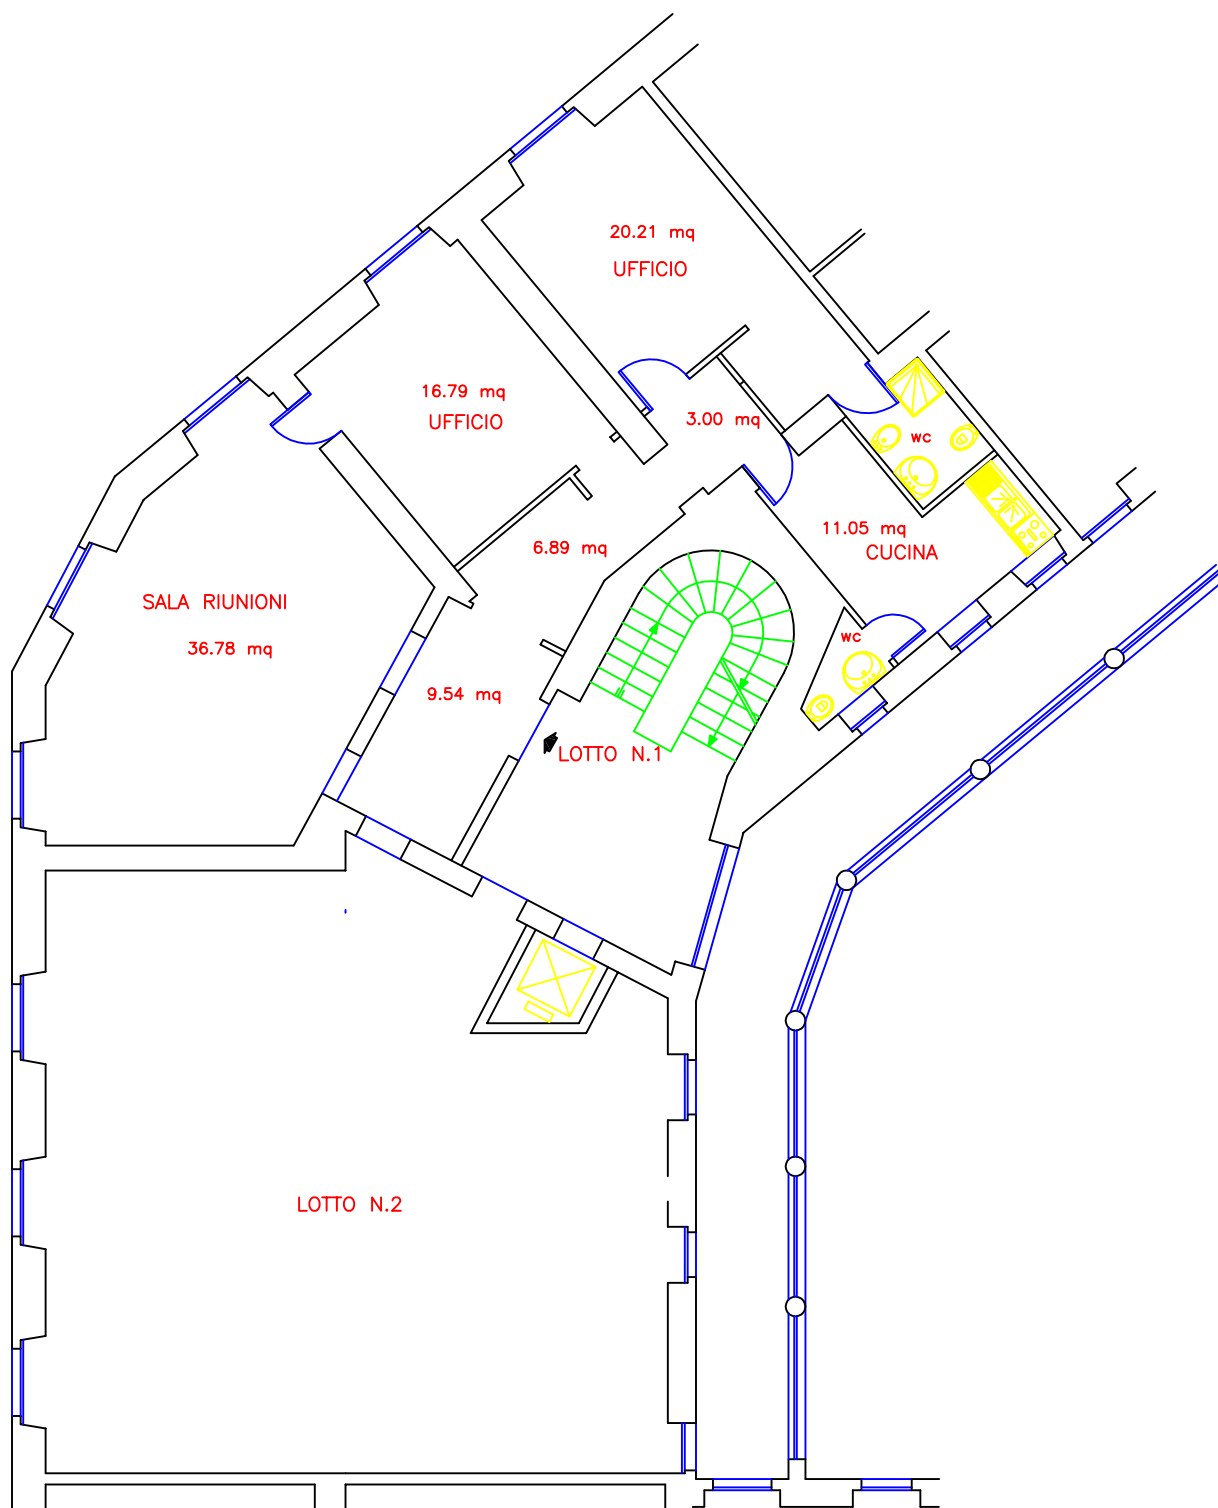 20.21 mq
UFFICIO
16.79 mq
UFFICIO
3.00 mq
wc
11.05 mq
CUCINA
6.89 mq
SALA RIUNIONI
36.78 mq
wc
9.54 mq
LOTTO N.1
LOTTO N.2